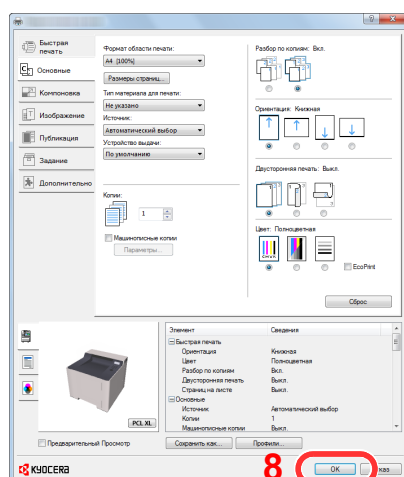 Быстрая
печать
Основные
Компоновка
Изображение
Публикация
Задание
Дополнительно
Формат области печати:
A4 [100%]
Размеры страниц...
Тип материала для печати:
Не указано
Источник:
Автоматический выбор
Устройство выдачи:
По умолчанию
Копии:
1
Машинописные копии
Параметры...
Разбор по копиям: Вкл.
Ориентация: Книжная
Двусторонняя печать: Выкл.
Цвет: Полноцветная
CMYK
EcoPrint
Сброс
PCL XL
Предварительный Просмотр
Элемент Сведения
Быстрая печать
Ориентация Книжная
Цвет Полноцветная
Разбор по копиям Вкл.
Двусторонняя печать Выкл.
Страниц на листе Выкл.
Основные
Источник Автоматический выбор
Копии 1
Машинописные копии Выкл.
Сохранить как... Профили...
KYOCERA
8
OK
каз